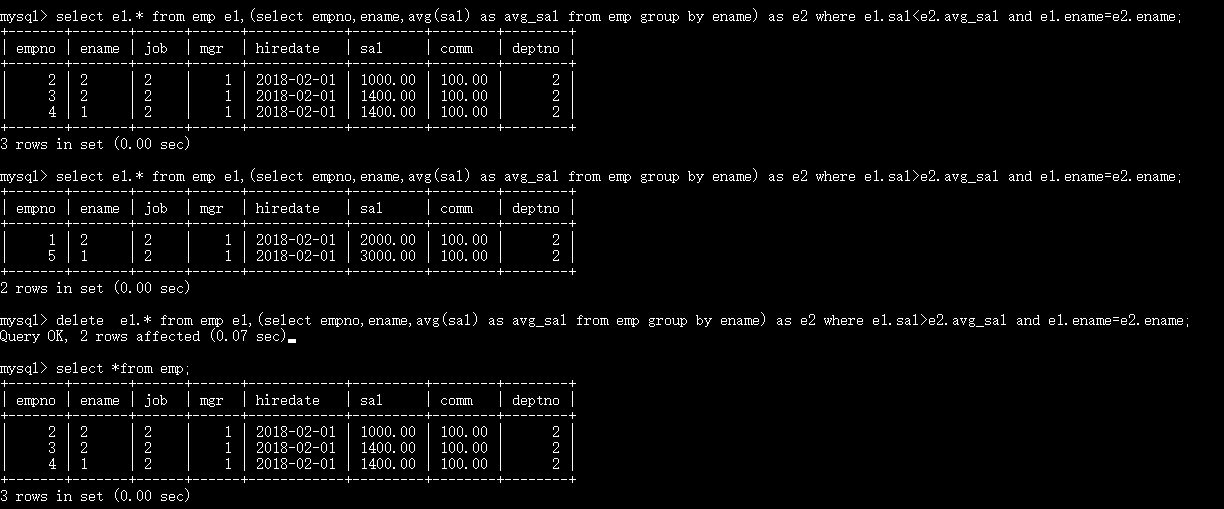 mysql> select e1.* from emp e1,(select empno,ename,avg(sal) as avg_sal from emp group by ename) as e2 where e1.sal<e2.avg_sal and e1.ename=e2.ename;
+-------+-------+------+------+------------+---------+--------+--------+
| empno | ename | job  | mgr  | hiredate   | sal     | comm   | deptno |
+-------+-------+------+------+------------+---------+--------+--------+
|     2 | 2     | 2    |    1 | 2018-02-01 | 1000.00 | 100.00 |      2 |
|     3 | 2     | 2    |    1 | 2018-02-01 | 1400.00 | 100.00 |      2 |
|     4 | 1     | 2    |    1 | 2018-02-01 | 1400.00 | 100.00 |      2 |
+-------+-------+------+------+------------+---------+--------+--------+
3 rows in set (0.00 sec)
mysql> select e1.* from emp e1,(select empno,ename,avg(sal) as avg_sal from emp group by ename) as e2 where e1.sal>e2.avg_sal and e1.ename=e2.ename;
+-------+-------+------+------+------------+---------+--------+--------+
| empno | ename | job  | mgr  | hiredate   | sal     | comm   | deptno |
+-------+-------+------+------+------------+---------+--------+--------+
|     1 | 2     | 2    |    1 | 2018-02-01 | 2000.00 | 100.00 |      2 |
|     5 | 1     | 2    |    1 | 2018-02-01 | 3000.00 | 100.00 |      2 |
+-------+-------+------+------+------------+---------+--------+--------+
2 rows in set (0.00 sec)
mysql> delete  e1.* from emp e1,(select empno,ename,avg(sal) as avg_sal from emp group by ename) as e2 where e1.sal>e2.avg_sal and e1.ename=e2.ename;
Query OK, 2 rows affected (0.07 sec)
mysql> select *from emp;
+-------+-------+------+------+------------+---------+--------+--------+
| empno | ename | job  | mgr  | hiredate   | sal     | comm   | deptno |
+-------+-------+------+------+------------+---------+--------+--------+
|     2 | 2     | 2    |    1 | 2018-02-01 | 1000.00 | 100.00 |      2 |
|     3 | 2     | 2    |    1 | 2018-02-01 | 1400.00 | 100.00 |      2 |
|     4 | 1     | 2    |    1 | 2018-02-01 | 1400.00 | 100.00 |      2 |
+-------+-------+------+------+------------+---------+--------+--------+
3 rows in set (0.00 sec)